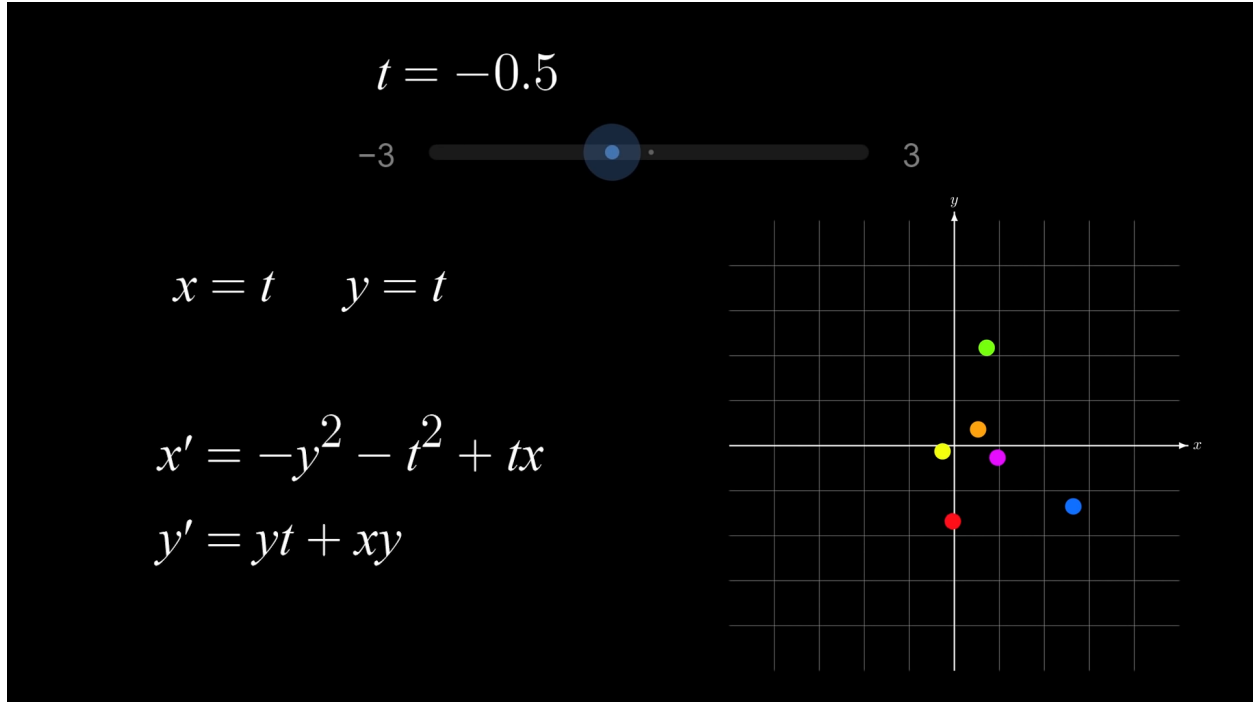 t = −0.5
−3 3
y
x = t y = t
x
x′ = −y² − t² + tx
y′ = yt + xy